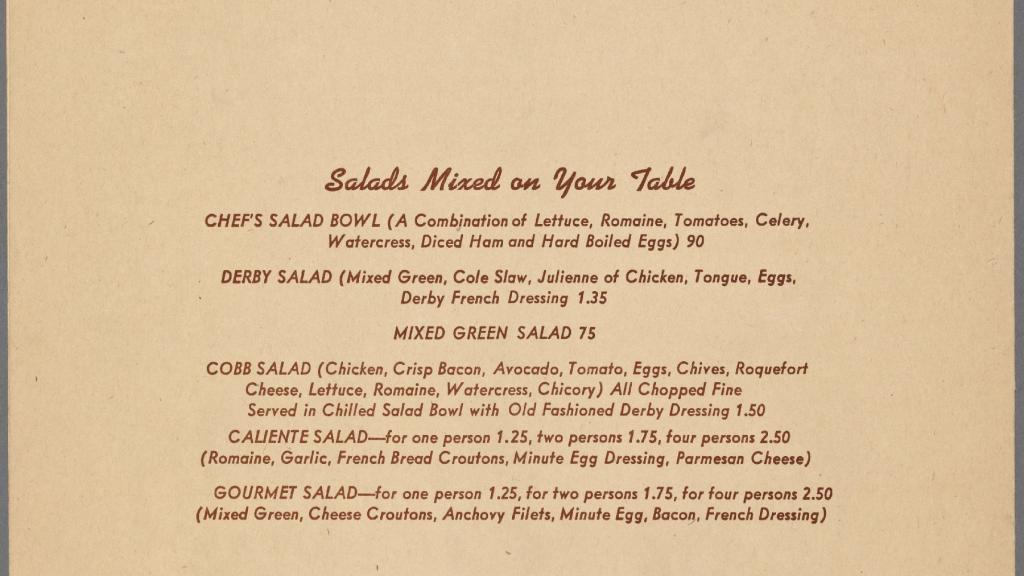 Salads Mixed on Your Table
CHEF'S SALAD BOWL (A Combination of Lettuce, Romaine, Tomatoes, Celery,
Watercress, Diced Ham and Hard Boiled Eggs) 90
DERBY SALAD (Mixed Green, Cole Slaw, Julienne of Chicken, Tongue, Eggs,
Derby French Dressing 1.35
MIXED GREEN SALAD 75
COBB SALAD (Chicken, Crisp Bacon, Avocado, Tomato, Eggs, Chives, Roquefort
Cheese, Lettuce, Romaine, Watercress, Chicory) All Chopped Fine
Served in Chilled Salad Bowl with Old Fashioned Derby Dressing 1.50
CALIENTE SALAD—for one person 1.25, two persons 1.75, four persons 2.50
(Romaine, Garlic, French Bread Croutons, Minute Egg Dressing, Parmesan Cheese)
GOURMET SALAD—for one person 1.25, for two persons 1.75, for four persons 2.50
(Mixed Green, Cheese Croutons, Anchovy Filets, Minute Egg, Bacon, French Dressing)